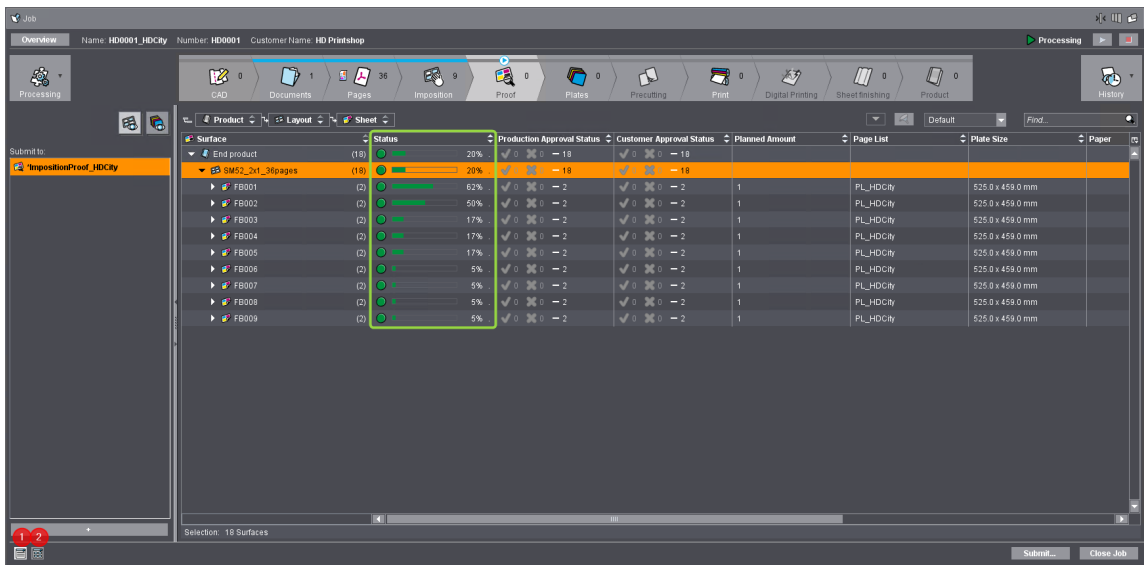 Job
Overview Name: HD0001_HDCity Number: HD0001 Customer Name: HD Printshop Processing
Processing
0 1 36 9 0 0 0 0 0
CAD Documents Pages Imposition Proof Plates Precutting Print Digital Printing Sheet finishing Product
History
Product Layout Sheet Default Find...
Submit to:
'ImpositionProof_HDCity
Surface Status Production Approval Status Customer Approval Status Planned Amount Page List Plate Size Paper
End product (18) 20% 0 0 18 0 0 18
SM52_2x1_36pages (18) 20% 0 0 18 0 0 18
FB001 (2) 62% 0 0 2 0 0 2 1 PL_HDCity 525.0 x 459.0 mm
FB002 (2) 50% 0 0 2 0 0 2 1 PL_HDCity 525.0 x 459.0 mm
FB003 (2) 17% 0 0 2 0 0 2 1 PL_HDCity 525.0 x 459.0 mm
FB004 (2) 17% 0 0 2 0 0 2 1 PL_HDCity 525.0 x 459.0 mm
FB005 (2) 17% 0 0 2 0 0 2 1 PL_HDCity 525.0 x 459.0 mm
FB006 (2) 5% 0 0 2 0 0 2 1 PL_HDCity 525.0 x 459.0 mm
FB007 (2) 5% 0 0 2 0 0 2 1 PL_HDCity 525.0 x 459.0 mm
FB008 (2) 5% 0 0 2 0 0 2 1 PL_HDCity 525.0 x 459.0 mm
FB009 (2) 5% 0 0 2 0 0 2 1 PL_HDCity 525.0 x 459.0 mm
+
Selection: 18 Surfaces
1 2
Submit... Close Job